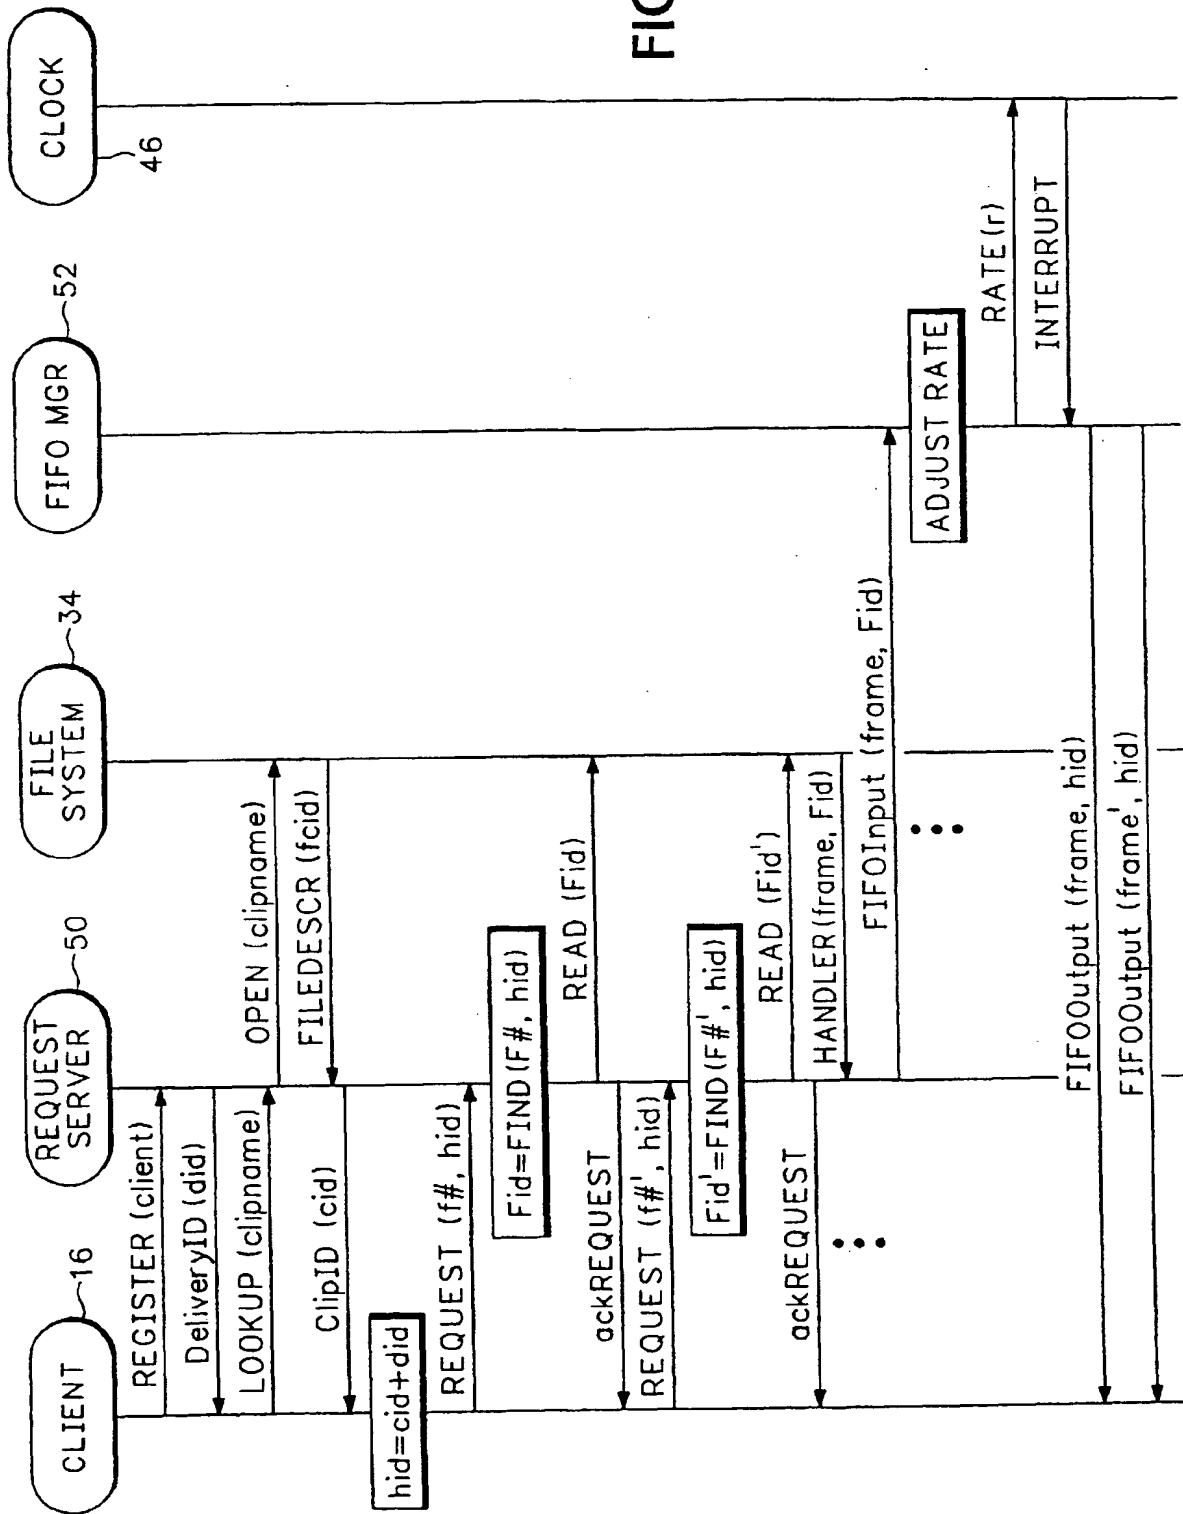 CLIENT
16
REQUEST
SERVER
50
FILE
SYSTEM
34
FIFO MGR
52
CLOCK
46
REGISTER (client)
DeliveryID (did)
LOOKUP (clipname)
OPEN (clipname)
FILEDESCR (fcid)
ClipID (cid)
hid=cid+did
REQUEST (f#, hid)
Fid=FIND(F#, hid)
READ (Fid)
ackREQUEST
REQUEST (f#', hid)
Fid'=FIND(F#', hid)
READ (Fid')
ackREQUEST
HANDLER(frame, Fid)
FIFOInput (frame, Fid)
ADJUST RATE
RATE(r)
INTERRUPT
FIFOOutput (frame, hid)
FIFOOutput (frame', hid)
FIG